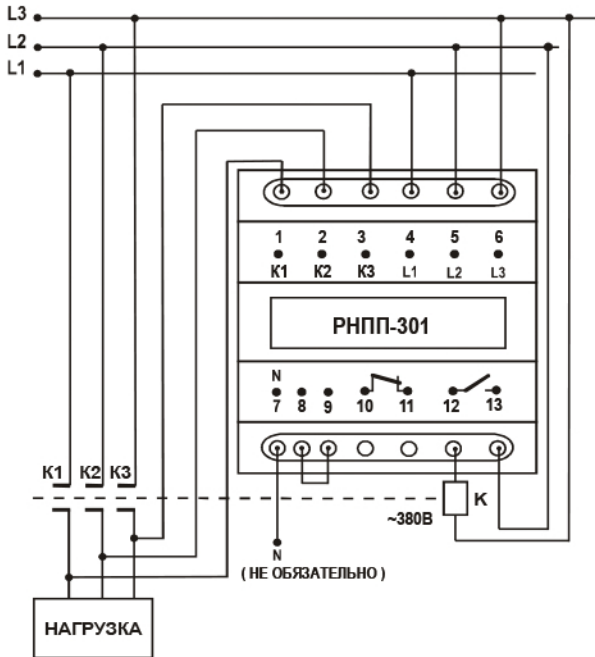 L3
L2
L1
1 2 3 4 5 6
К1 К2 К3 L1 L2 L3
РНПП-301
N
7 8 9 10 11 12 13
К1 К2 К3
К
~380В
N
( НЕ ОБЯЗАТЕЛЬНО )
НАГРУЗКА